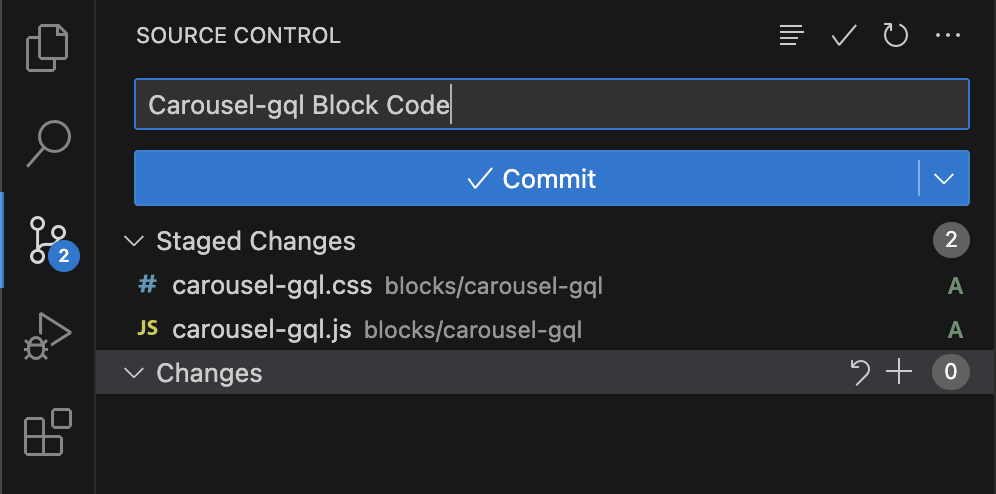 SOURCE CONTROL
Carousel-gql Block Code
Commit
2
Staged Changes 2
# carousel-gql.css blocks/carousel-gql A
JS carousel-gql.js blocks/carousel-gql A
Changes 0